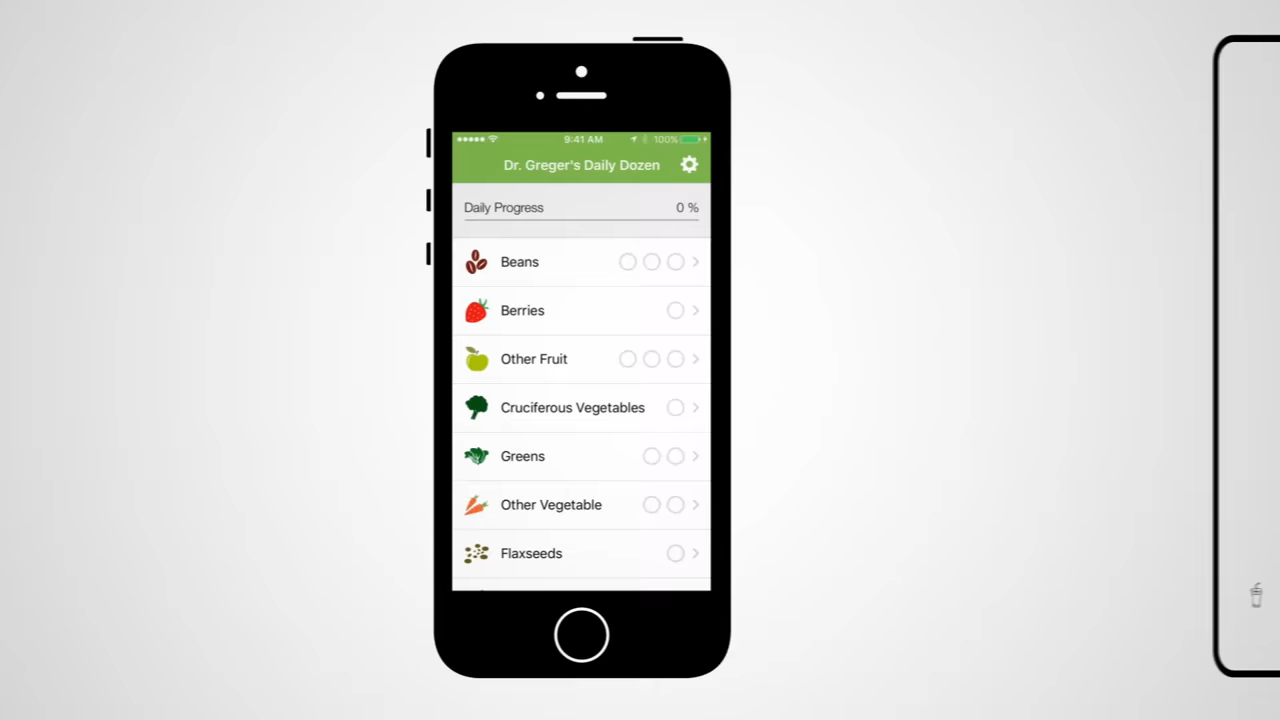 9:41 AM 100%
Dr. Greger's Daily Dozen
Daily Progress 0 %
Beans
Berries
Other Fruit
Cruciferous Vegetables
Greens
Other Vegetable
Flaxseeds